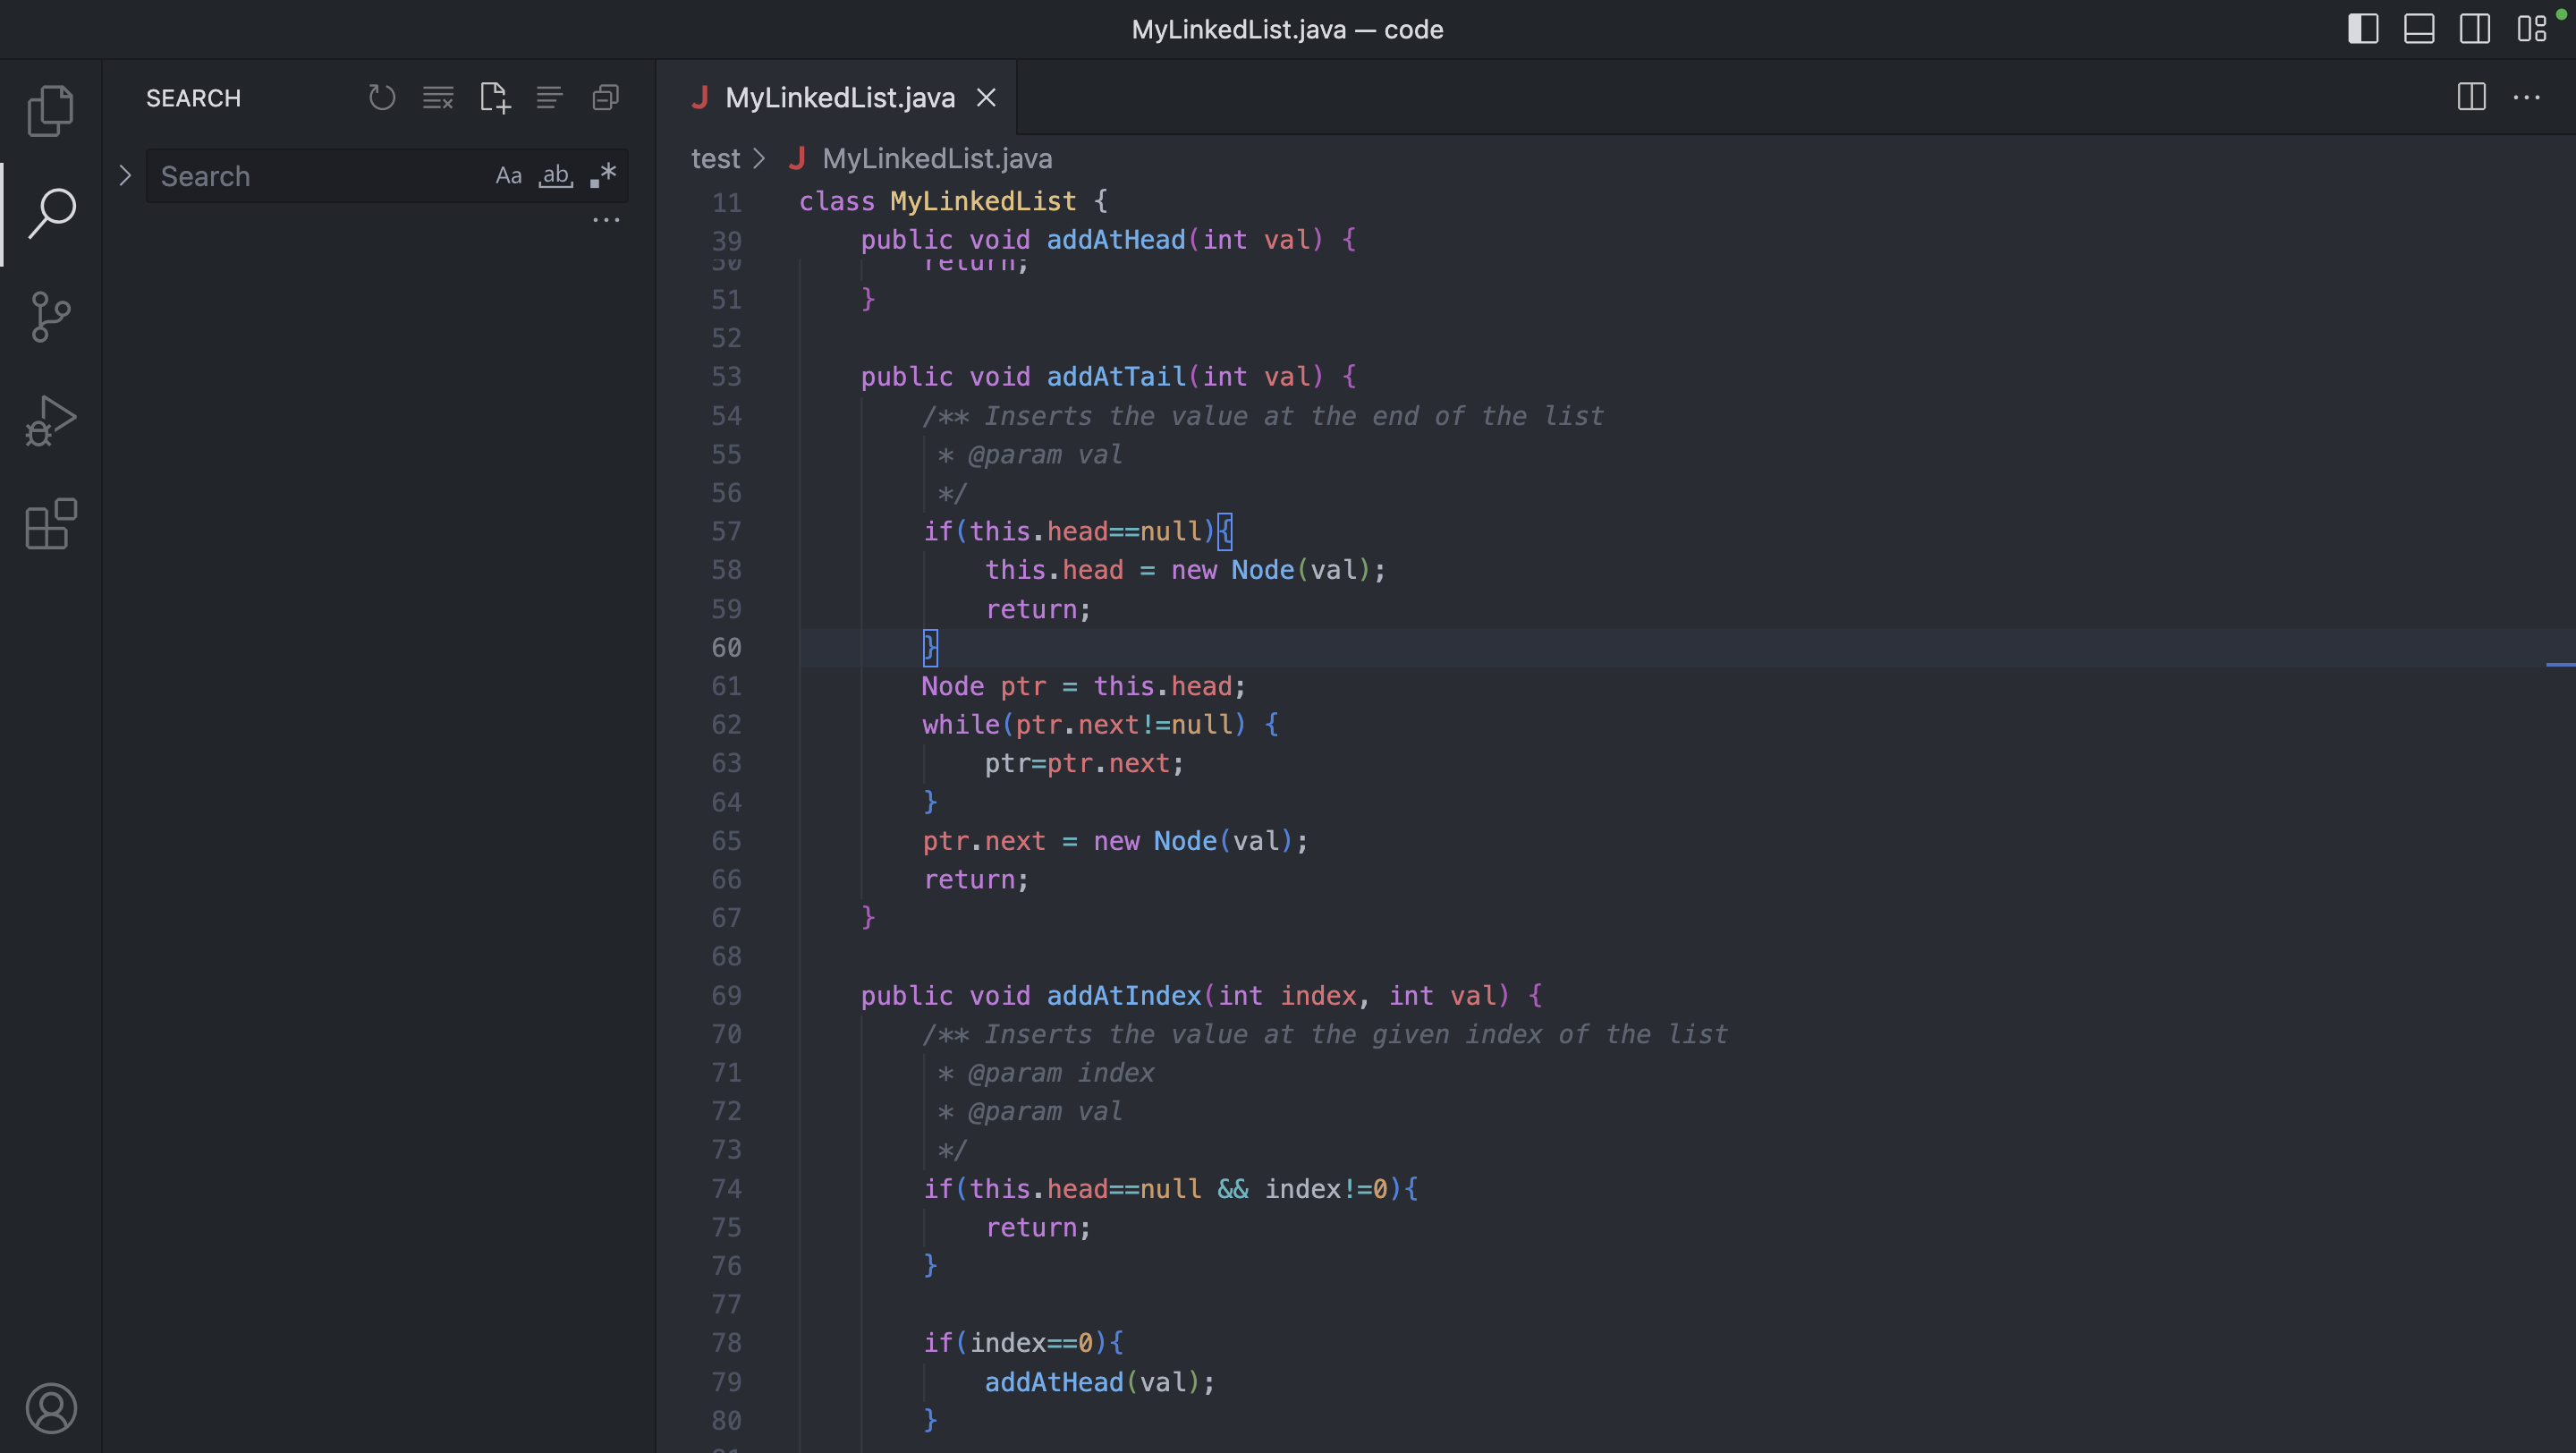 MyLinkedList.java — code
SEARCH
Search
Aa ab .*
MyLinkedList.java
test > MyLinkedList.java
11 class MyLinkedList {
39 public void addAtHead(int val) {
50 return;
51 }
52
53 public void addAtTail(int val) {
54 /** Inserts the value at the end of the list
55 * @param val
56 */
57 if(this.head==null){
58 this.head = new Node(val);
59 return;
60 }
61 Node ptr = this.head;
62 while(ptr.next!=null) {
63 ptr=ptr.next;
64 }
65 ptr.next = new Node(val);
66 return;
67 }
68
69 public void addAtIndex(int index, int val) {
70 /** Inserts the value at the given index of the list
71 * @param index
72 * @param val
73 */
74 if(this.head==null && index!=0){
75 return;
76 }
77
78 if(index==0){
79 addAtHead(val);
80 }